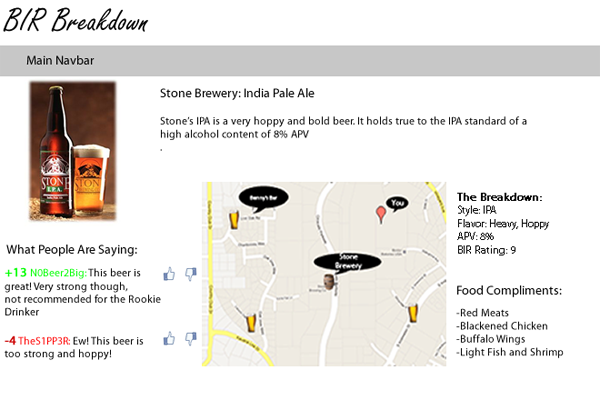 BIR Breakdown
Main Navbar
Stone Brewery: India Pale Ale
Stone's IPA is a very hoppy and bold beer. It holds true to the IPA standard of a
high alcohol content of 8% APV
.
STONE
I.P.A.
Benny's Bar
You
Stone
Brewery
The Breakdown:
Style: IPA
Flavor: Heavy, Hoppy
APV: 8%
BIR Rating: 9
Food Compliments:
-Red Meats
-Blackened Chicken
-Buffalo Wings
-Light Fish and Shrimp
What People Are Saying:
+13 N0Beer2Big: This beer is
great! Very strong though,
not recommended for the Rookie
Drinker
-4 TheS1PP3R: Ew! This beer is
too strong and hoppy!